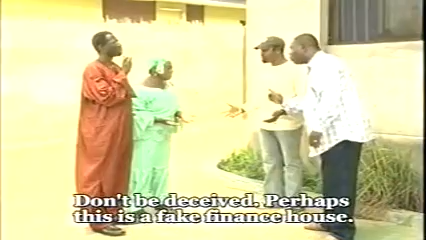 Don't be deceived. Perhaps
this is a fake finance house.